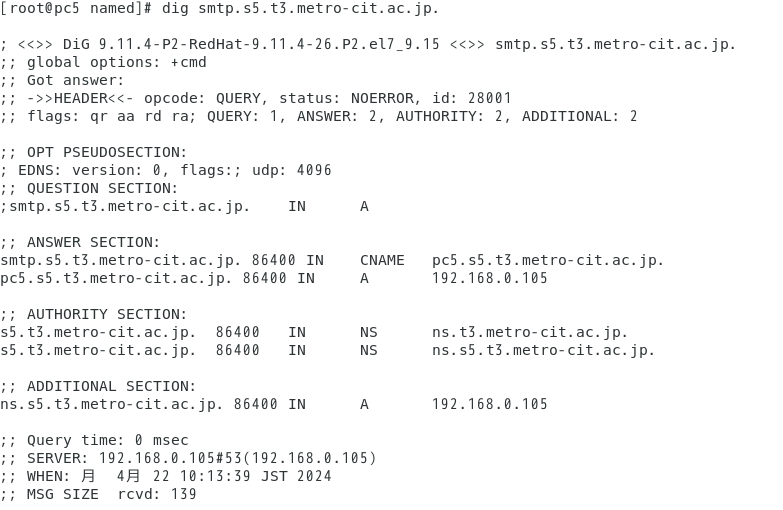 [root@pc5 named]# dig smtp.s5.t3.metro-cit.ac.jp.
; <<>> DiG 9.11.4-P2-RedHat-9.11.4-26.P2.el7_9.15 <<>> smtp.s5.t3.metro-cit.ac.jp.
;; global options: +cmd
;; Got answer:
;; ->>HEADER<<- opcode: QUERY, status: NOERROR, id: 28001
;; flags: qr aa rd ra; QUERY: 1, ANSWER: 2, AUTHORITY: 2, ADDITIONAL: 2
;; OPT PSEUDOSECTION:
; EDNS: version: 0, flags:; udp: 4096
;; QUESTION SECTION:
;smtp.s5.t3.metro-cit.ac.jp.    IN      A
;; ANSWER SECTION:
smtp.s5.t3.metro-cit.ac.jp. 86400 IN    CNAME   pc5.s5.t3.metro-cit.ac.jp.
pc5.s5.t3.metro-cit.ac.jp. 86400 IN     A       192.168.0.105
;; AUTHORITY SECTION:
s5.t3.metro-cit.ac.jp.  86400   IN      NS      ns.t3.metro-cit.ac.jp.
s5.t3.metro-cit.ac.jp.  86400   IN      NS      ns.s5.t3.metro-cit.ac.jp.
;; ADDITIONAL SECTION:
ns.s5.t3.metro-cit.ac.jp. 86400 IN      A       192.168.0.105
;; Query time: 0 msec
;; SERVER: 192.168.0.105#53(192.168.0.105)
;; WHEN: 月  4月 22 10:13:39 JST 2024
;; MSG SIZE  rcvd: 139